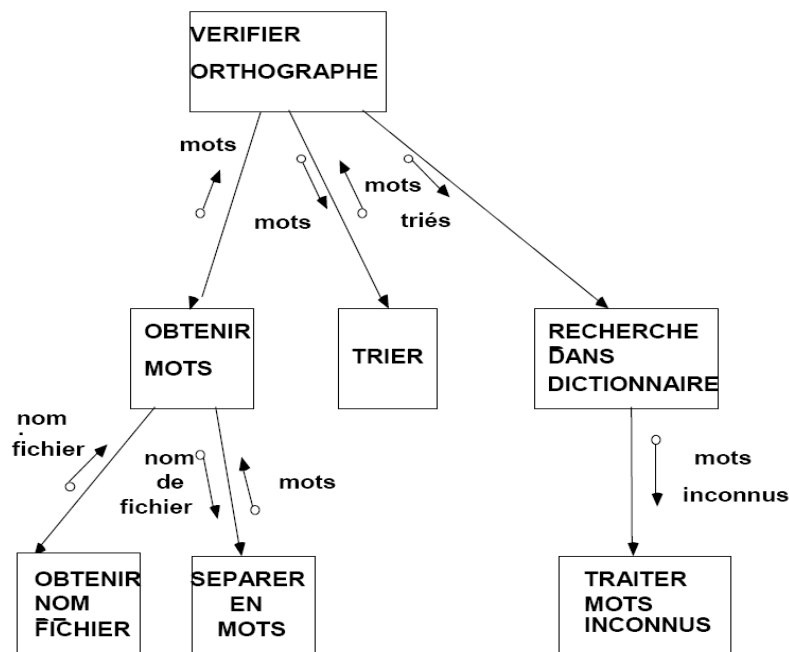 VERIFIER
ORTHOGRAPHE
mots
mots
mots
triés
OBTENIR
MOTS
TRIER
RECHERCHE
DANS
DICTIONNAIRE
nom
fichier
nom
de
fichier
mots
mots
inconnus
OBTENIR
NOM
FICHIER
SEPARER
EN
MOTS
TRAITER
MOTS
INCONNUS